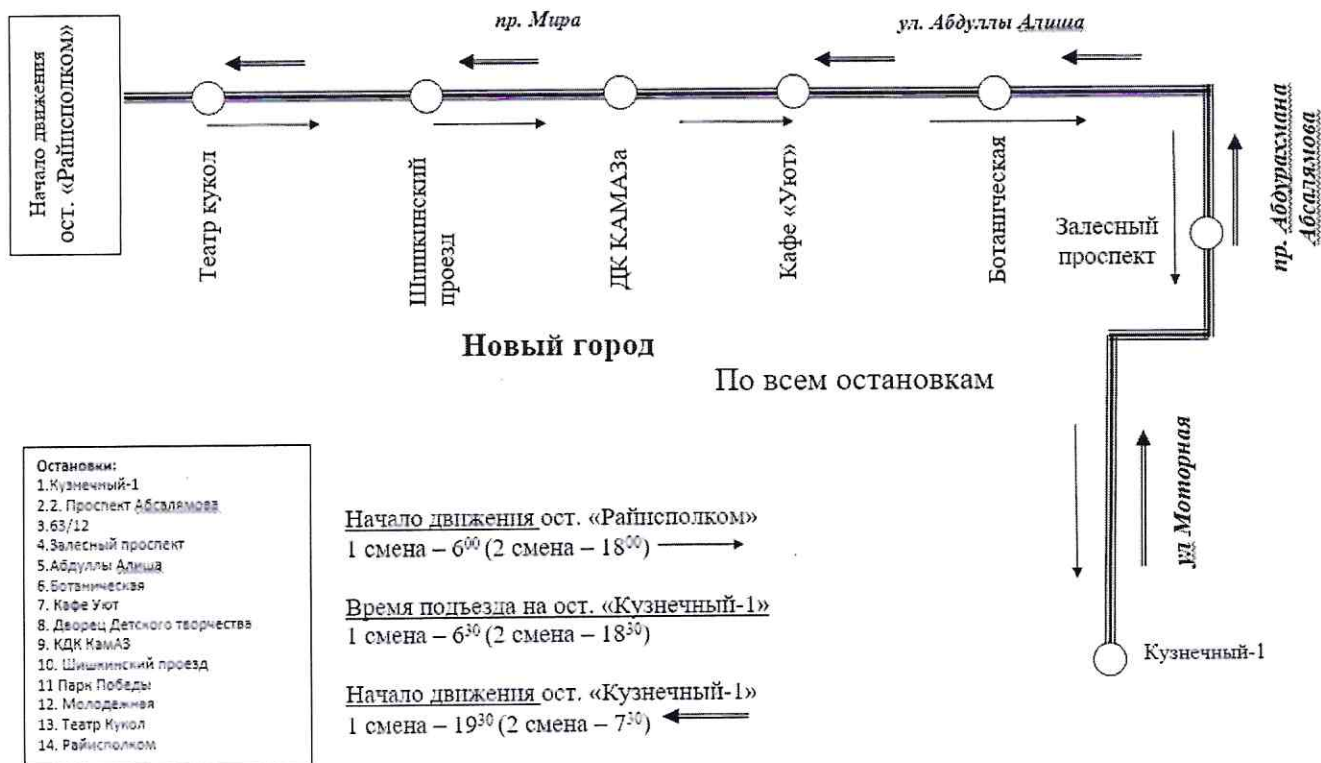 пр. Мира
ул. Абдуллы Алиша
Начало движения
ост. «Райисполком»
Театр кукол
Шишкинский
проезд
ДК КАМАЗа
Кафе «Уют»
Ботаническая
Залесный
проспект
пр. Абдурахмана
Абсалямова
Новый город
По всем остановкам
ул Моторная
Кузнечный-1
Остановки:
1.Кузнечный-1
2.2. Проспект Абсалямова
3.63/12
4.Залесный проспект
5.Абдуллы Алиша
6.Ботаническая
7. Кафе Уют
8. Дворец Детского творчества
9. КДК КамАЗ
10. Шишкинский проезд
11 Парк Победы
12. Молодежная
13. Театр Кукол
14. Райисполком
Начало движения ост. «Райисполком»
1 смена – 6⁰⁰ (2 смена – 18⁰⁰)
Время подъезда на ост. «Кузнечный-1»
1 смена – 6³⁰ (2 смена – 18³⁰)
Начало движения ост. «Кузнечный-1»
1 смена – 19³⁰ (2 смена – 7³⁰)